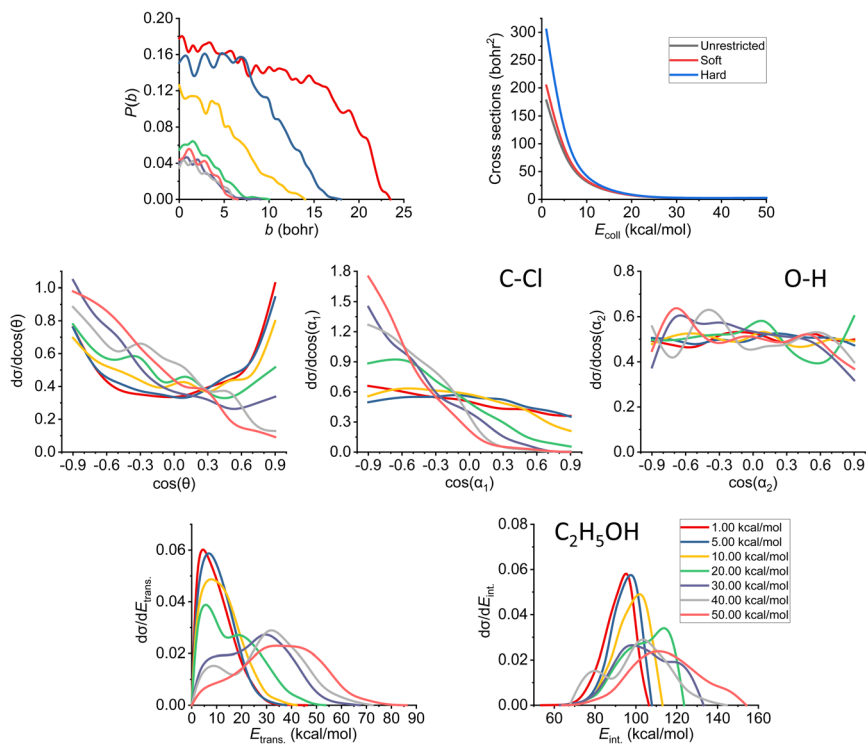 P(b)
0.20
0.16
0.12
0.08
0.04
0.00
0 5 10 15 20 25
b (bohr)
Cross sections (bohr²)
350
300
250
200
150
100
50
0
0 10 20 30 40 50
E_coll (kcal/mol)
Unrestricted
Soft
Hard
dσ/dcos(θ)
1.0
0.8
0.6
0.4
0.2
0.0
-0.9 -0.6 -0.3 0.0 0.3 0.6 0.9
cos(θ)
C-Cl
dσ/dcos(α₁)
1.8
1.5
1.2
0.9
0.6
0.3
0.0
-0.9 -0.6 -0.3 0.0 0.3 0.6 0.9
cos(α₁)
O-H
dσ/dcos(α₂)
0.8
0.6
0.4
0.2
0.0
-0.9 -0.6 -0.3 0.0 0.3 0.6 0.9
cos(α₂)
dσ/dE_trans.
0.06
0.04
0.02
0.00
0 10 20 30 40 50 60 70 80 90
E_trans. (kcal/mol)
C₂H₅OH
dσ/dE_int.
0.08
0.06
0.04
0.02
0.00
60 80 100 120 140 160
E_int. (kcal/mol)
1.00 kcal/mol
5.00 kcal/mol
10.00 kcal/mol
20.00 kcal/mol
30.00 kcal/mol
40.00 kcal/mol
50.00 kcal/mol